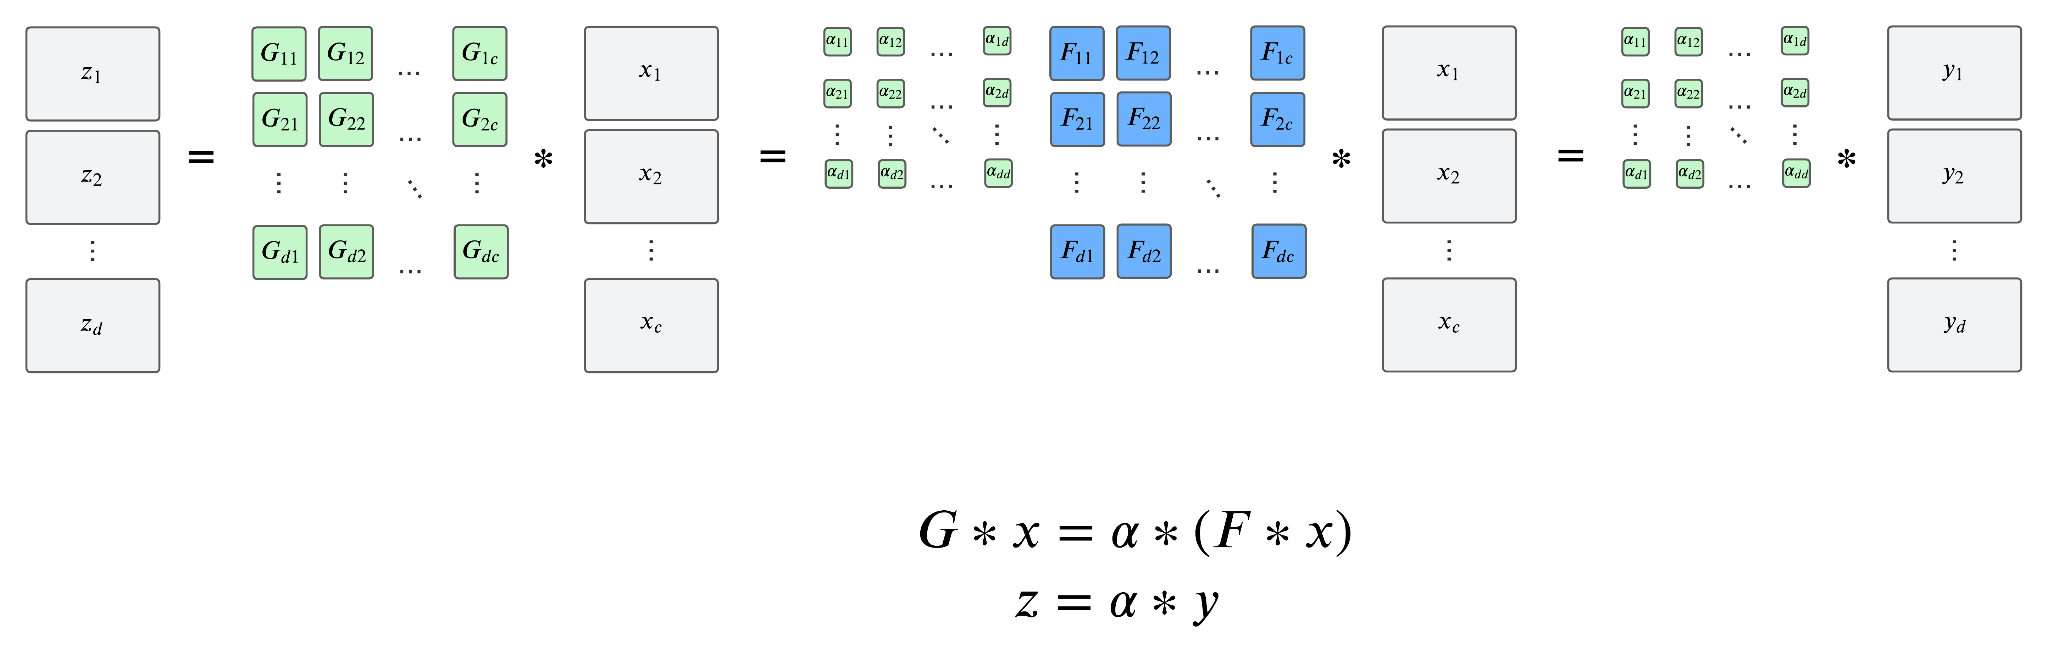 z₁ G₁₁ G₁₂ ... G₁c x₁ α₁₁ α₁₂ ... α₁d F₁₁ F₁₂ ... F₁c x₁ α₁₁ α₁₂ ... α₁d y₁
G₂₁ G₂₂ ... G₂c α₂₁ α₂₂ ... α₂d F₂₁ F₂₂ ... F₂c α₂₁ α₂₂ ... α₂d
⋮ ⋮ ⋱ ⋮ ⋮ ⋮ ⋱ ⋮
z₂ = ⋮ ⋮ ⋱ ⋮ * x₂ = αd₁ αd₂ ... αdd ⋮ ⋮ ⋱ ⋮ * x₂ = αd₁ αd₂ ... αdd * y₂
⋮ Gd₁ Gd₂ ... Gdc ⋮ Fd₁ Fd₂ ... Fdc ⋮ ⋮
zd xc xc yd
G * x = α * (F * x)
z = α * y